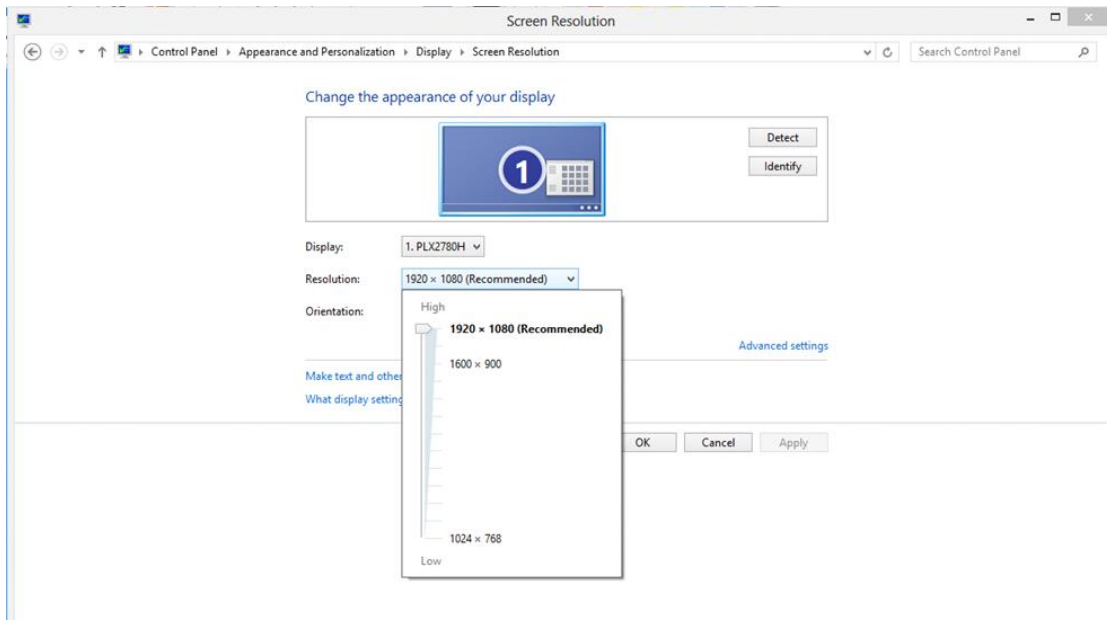 Screen Resolution
Control Panel Appearance and Personalization Display Screen Resolution Search Control Panel
Change the appearance of your display
1
Detect
Identify
Display: 1. PLX2780H
Resolution: 1920 × 1080 (Recommended)
Orientation:
High
1920 × 1080 (Recommended)
1600 × 900
Advanced settings
Make text and other
What display setting
OK Cancel Apply
1024 × 768
Low